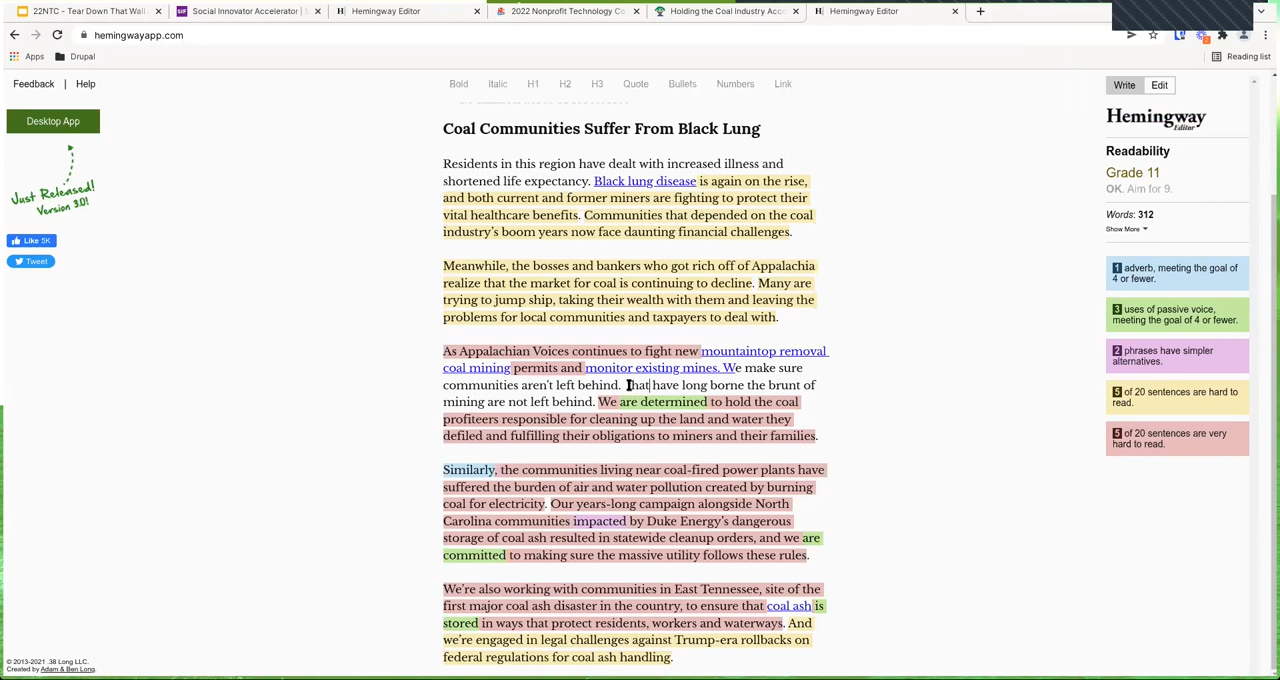 22NTC - Tear Down That Wall
Social Innovator Accelerator | S
Hemingway Editor
2022 Nonprofit Technology Co
Holding the Coal Industry Acco
Hemingway Editor
hemingwayapp.com
Apps
Drupal
Reading list
Feedback | Help
Bold Italic H1 H2 H3 Quote Bullets Numbers Link
Write Edit
Desktop App
Just Released!
Version 3.0!
Like 5K
Tweet
Coal Communities Suffer From Black Lung
Residents in this region have dealt with increased illness and
shortened life expectancy. Black lung disease is again on the rise,
and both current and former miners are fighting to protect their
vital healthcare benefits. Communities that depended on the coal
industry's boom years now face daunting financial challenges.
Meanwhile, the bosses and bankers who got rich off of Appalachia
realize that the market for coal is continuing to decline. Many are
trying to jump ship, taking their wealth with them and leaving the
problems for local communities and taxpayers to deal with.
As Appalachian Voices continues to fight new mountaintop removal
coal mining permits and monitor existing mines. We make sure
communities aren't left behind. That have long borne the brunt of
mining are not left behind. We are determined to hold the coal
profiteers responsible for cleaning up the land and water they
defiled and fulfilling their obligations to miners and their families.
Similarly, the communities living near coal-fired power plants have
suffered the burden of air and water pollution created by burning
coal for electricity. Our years-long campaign alongside North
Carolina communities impacted by Duke Energy's dangerous
storage of coal ash resulted in statewide cleanup orders, and we are
committed to making sure the massive utility follows these rules.
We're also working with communities in East Tennessee, site of the
first major coal ash disaster in the country, to ensure that coal ash is
stored in ways that protect residents, workers and waterways. And
we're engaged in legal challenges against Trump-era rollbacks on
federal regulations for coal ash handling.
Hemingway
Editor
Readability
Grade 11
OK. Aim for 9.
Words: 312
Show More
1 adverb, meeting the goal of
4 or fewer.
3 uses of passive voice,
meeting the goal of 4 or fewer.
2 phrases have simpler
alternatives.
5 of 20 sentences are hard to
read.
5 of 20 sentences are very
hard to read.
© 2013-2021 .38 Long LLC.
Created by Adam & Ben Long.